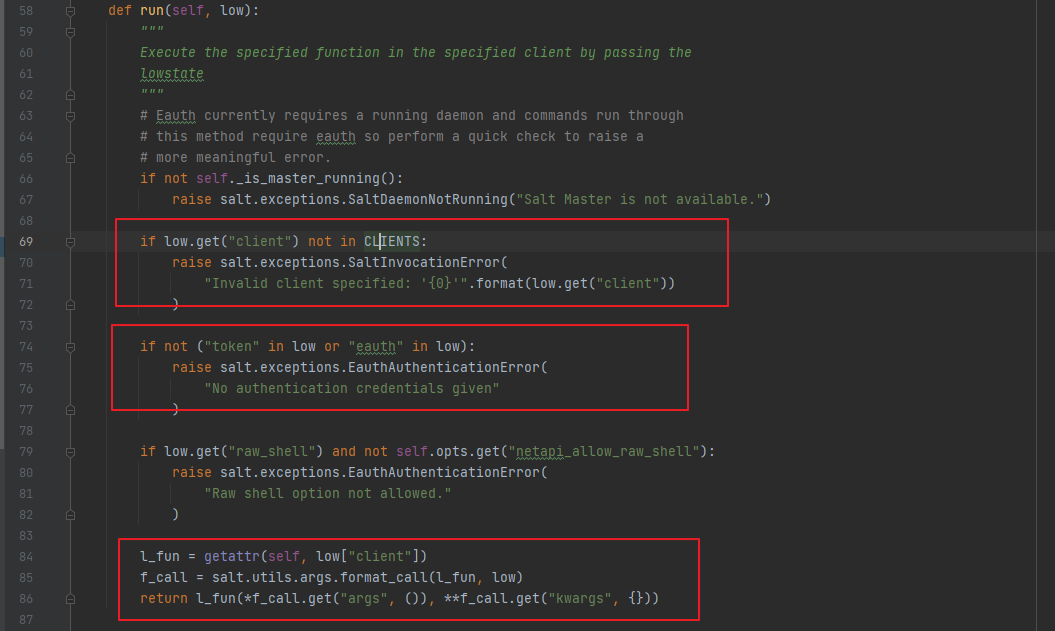 58 def run(self, low):
59 """
60 Execute the specified function in the specified client by passing the
61 lowstate
62 """
63 # Eauth currently requires a running daemon and commands run through
64 # this method require eauth so perform a quick check to raise a
65 # more meaningful error.
66 if not self._is_master_running():
67 raise salt.exceptions.SaltDaemonNotRunning("Salt Master is not available.")
68
69 if low.get("client") not in CLIENTS:
70 raise salt.exceptions.SaltInvocationError(
71 "Invalid client specified: '{0}'".format(low.get("client"))
72 )
73
74 if not ("token" in low or "eauth" in low):
75 raise salt.exceptions.EauthAuthenticationError(
76 "No authentication credentials given"
77 )
78
79 if low.get("raw_shell") and not self.opts.get("netapi_allow_raw_shell"):
80 raise salt.exceptions.EauthAuthenticationError(
81 "Raw shell option not allowed."
82 )
83
84 l_fun = getattr(self, low["client"])
85 f_call = salt.utils.args.format_call(l_fun, low)
86 return l_fun(*f_call.get("args", ()), **f_call.get("kwargs", {}))
87